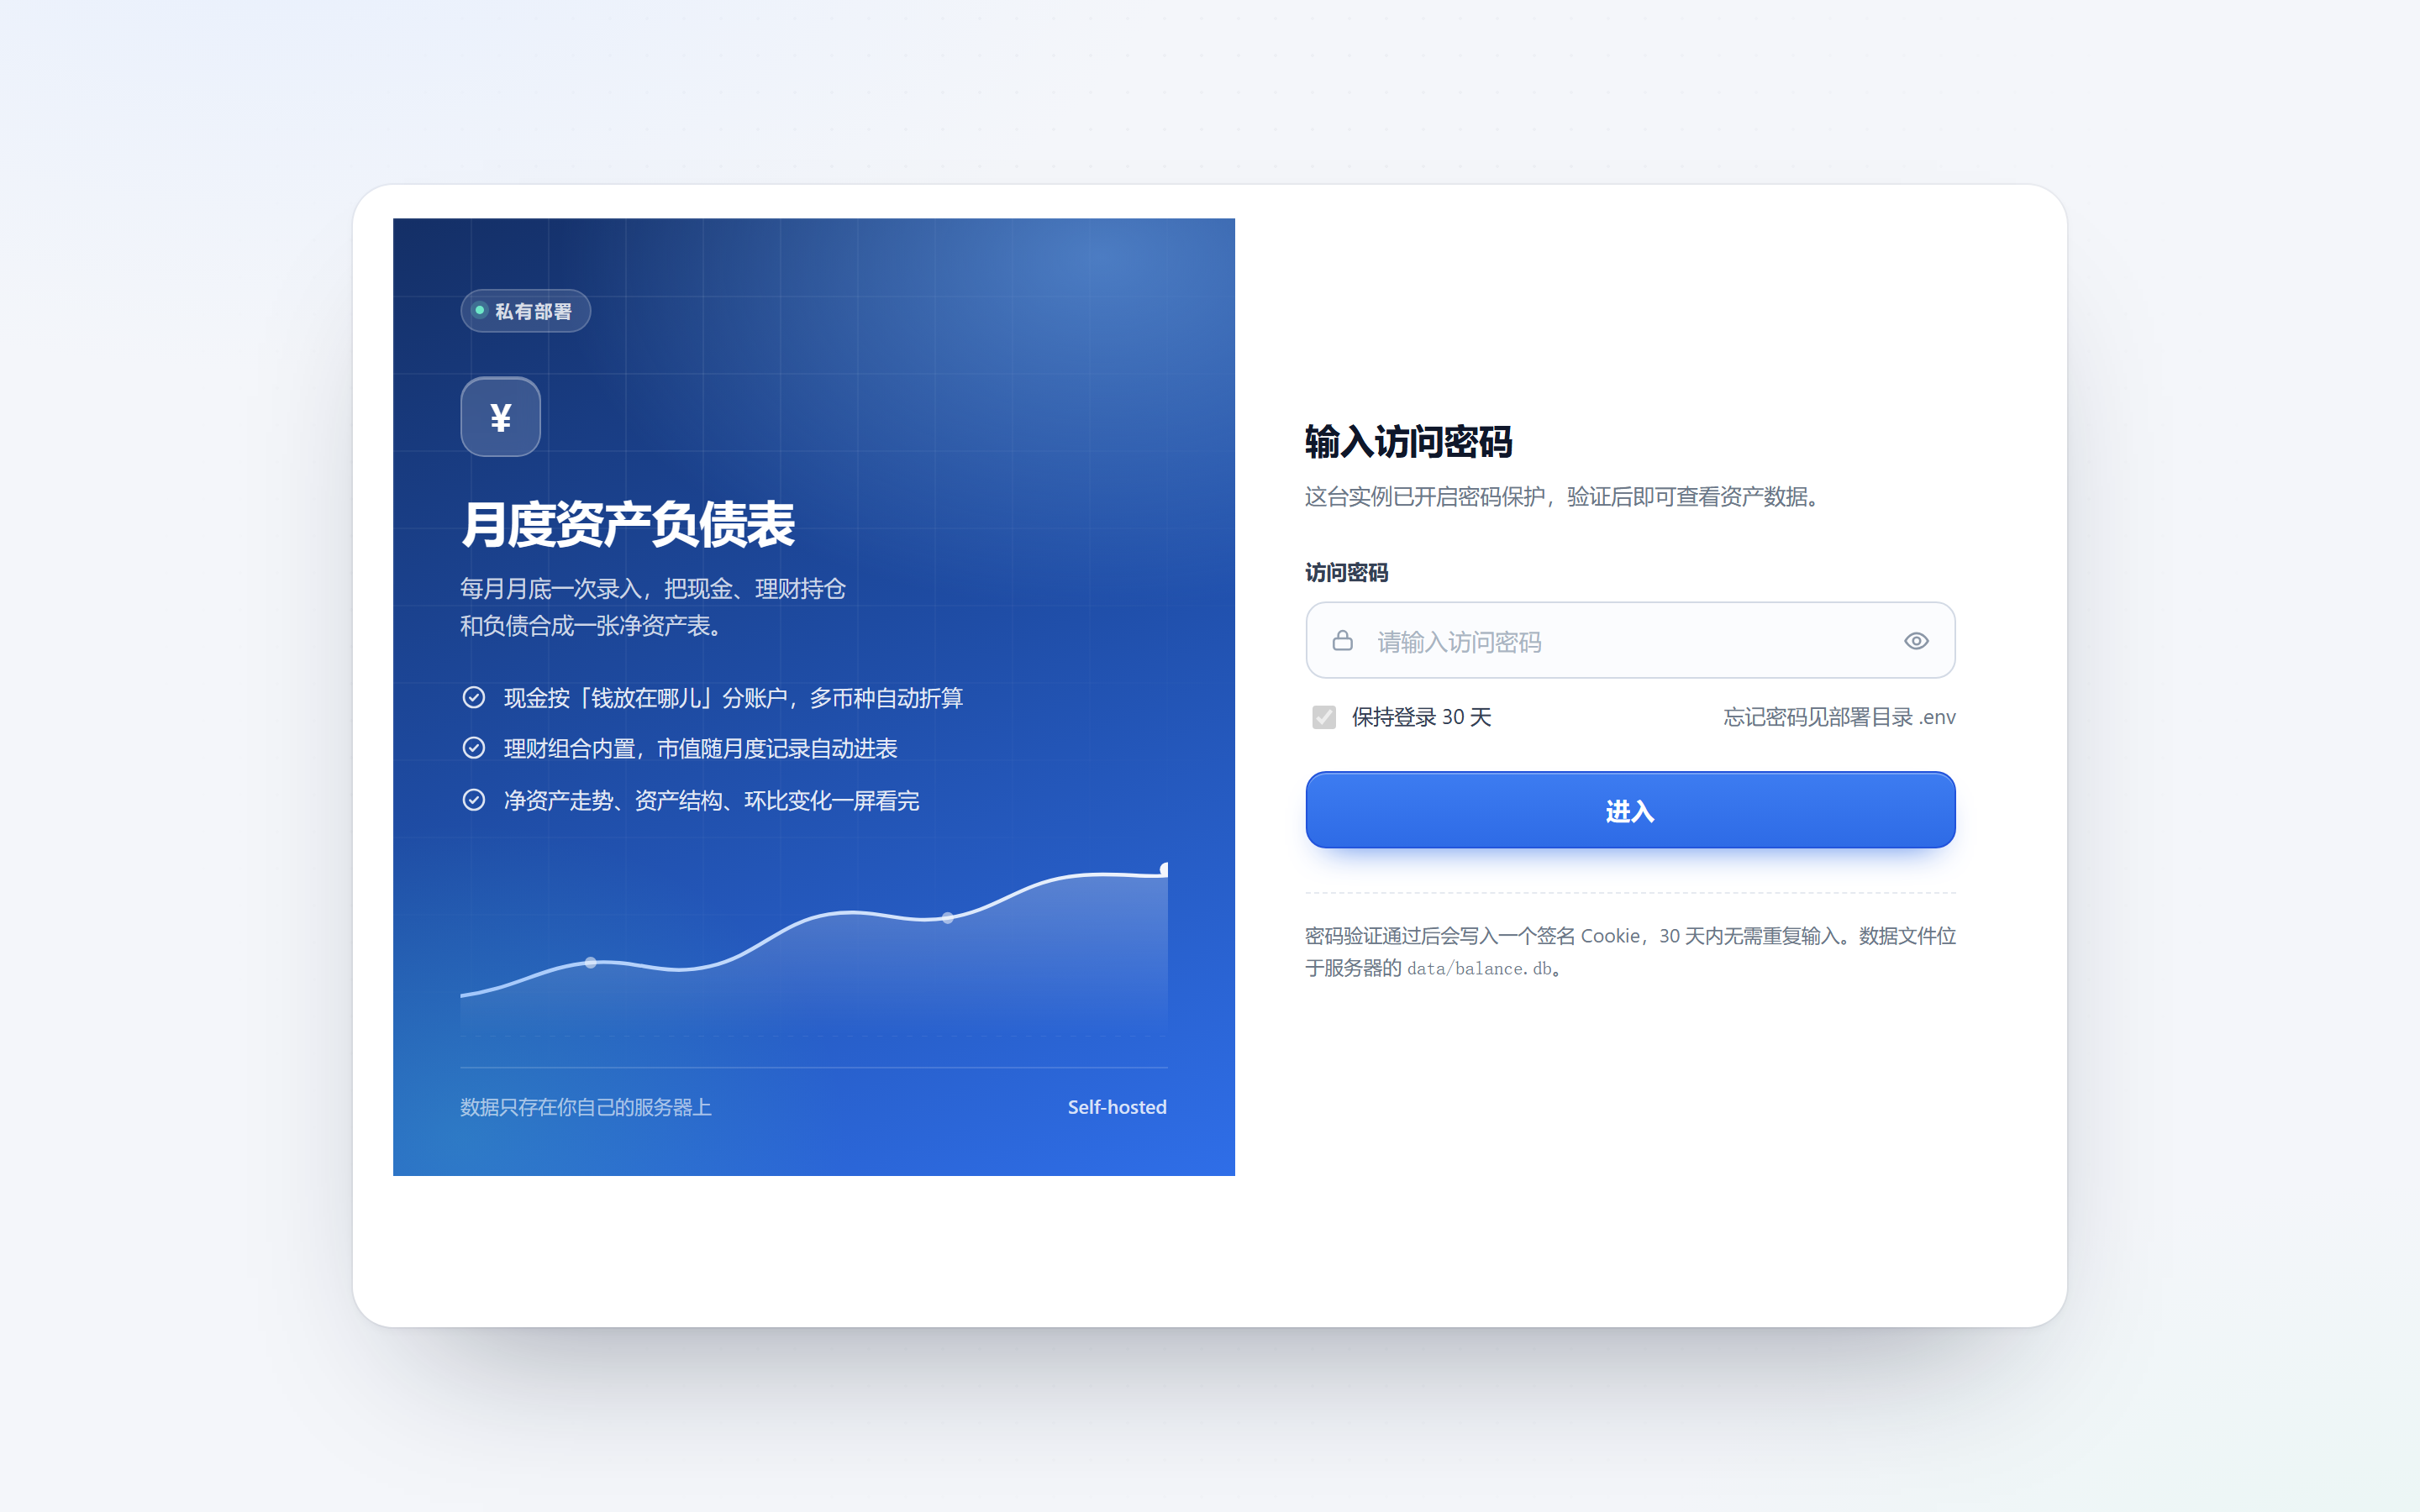 私有部署
¥
月度资产负债表
每月月底一次录入，把现金、理财持仓
和负债合成一张净资产表。
现金按「钱放在哪儿」分账户，多币种自动折算
理财组合内置，市值随月度记录自动进表
净资产走势、资产结构、环比变化一屏看完
数据只存在你自己的服务器上
Self-hosted
输入访问密码
这台实例已开启密码保护，验证后即可查看资产数据。
访问密码
请输入访问密码
保持登录 30 天
忘记密码见部署目录 .env
进入
密码验证通过后会写入一个签名 Cookie，30 天内无需重复输入。数据文件位
于服务器的 data/balance.db。